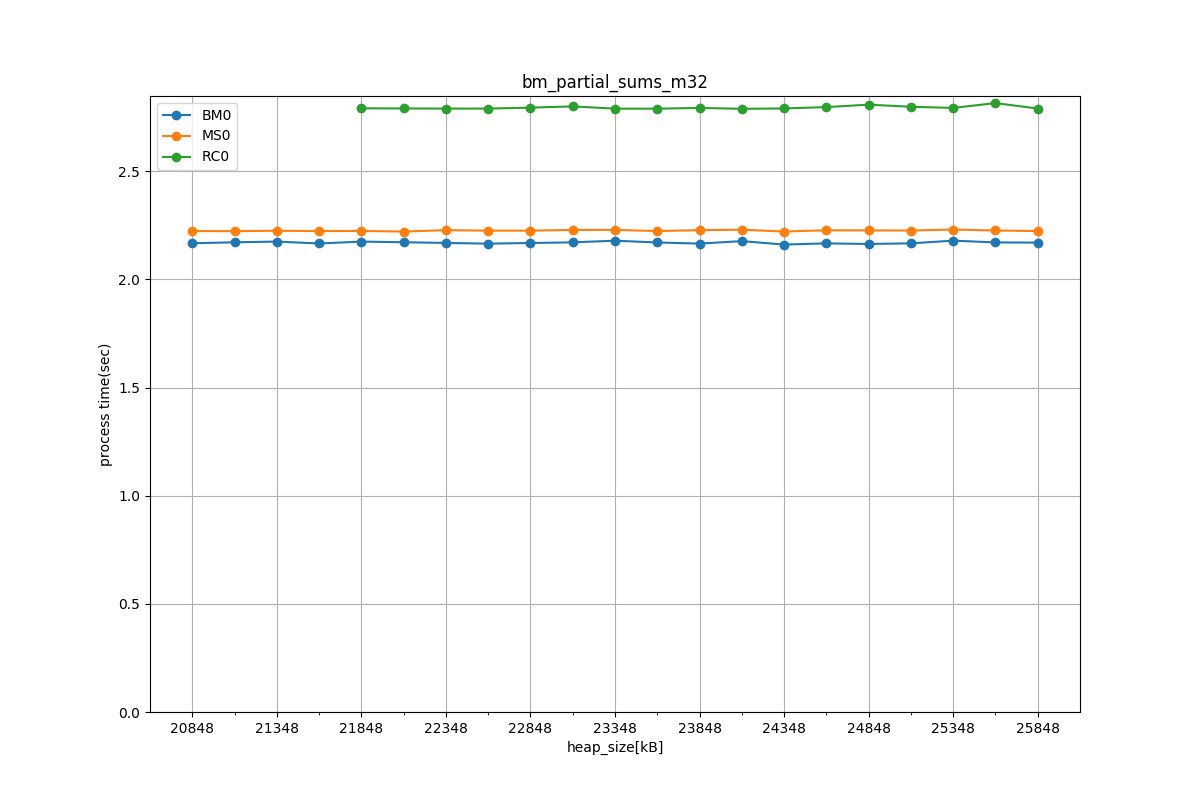 bm_partial_sums_m32
BM0
MS0
RC0
2.5
2.0
1.5
1.0
0.5
0.0
process time(sec)
20848 21348 21848 22348 22848 23348 23848 24348 24848 25348 25848
heap_size[kB]